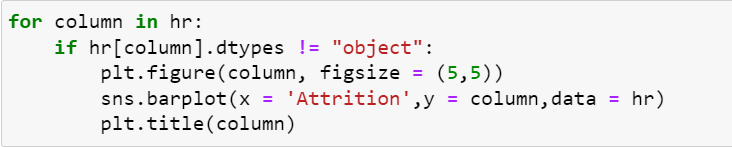 for column in hr:
    if hr[column].dtypes != "object":
        plt.figure(column, figsize = (5,5))
        sns.barplot(x = 'Attrition',y = column,data = hr)
        plt.title(column)